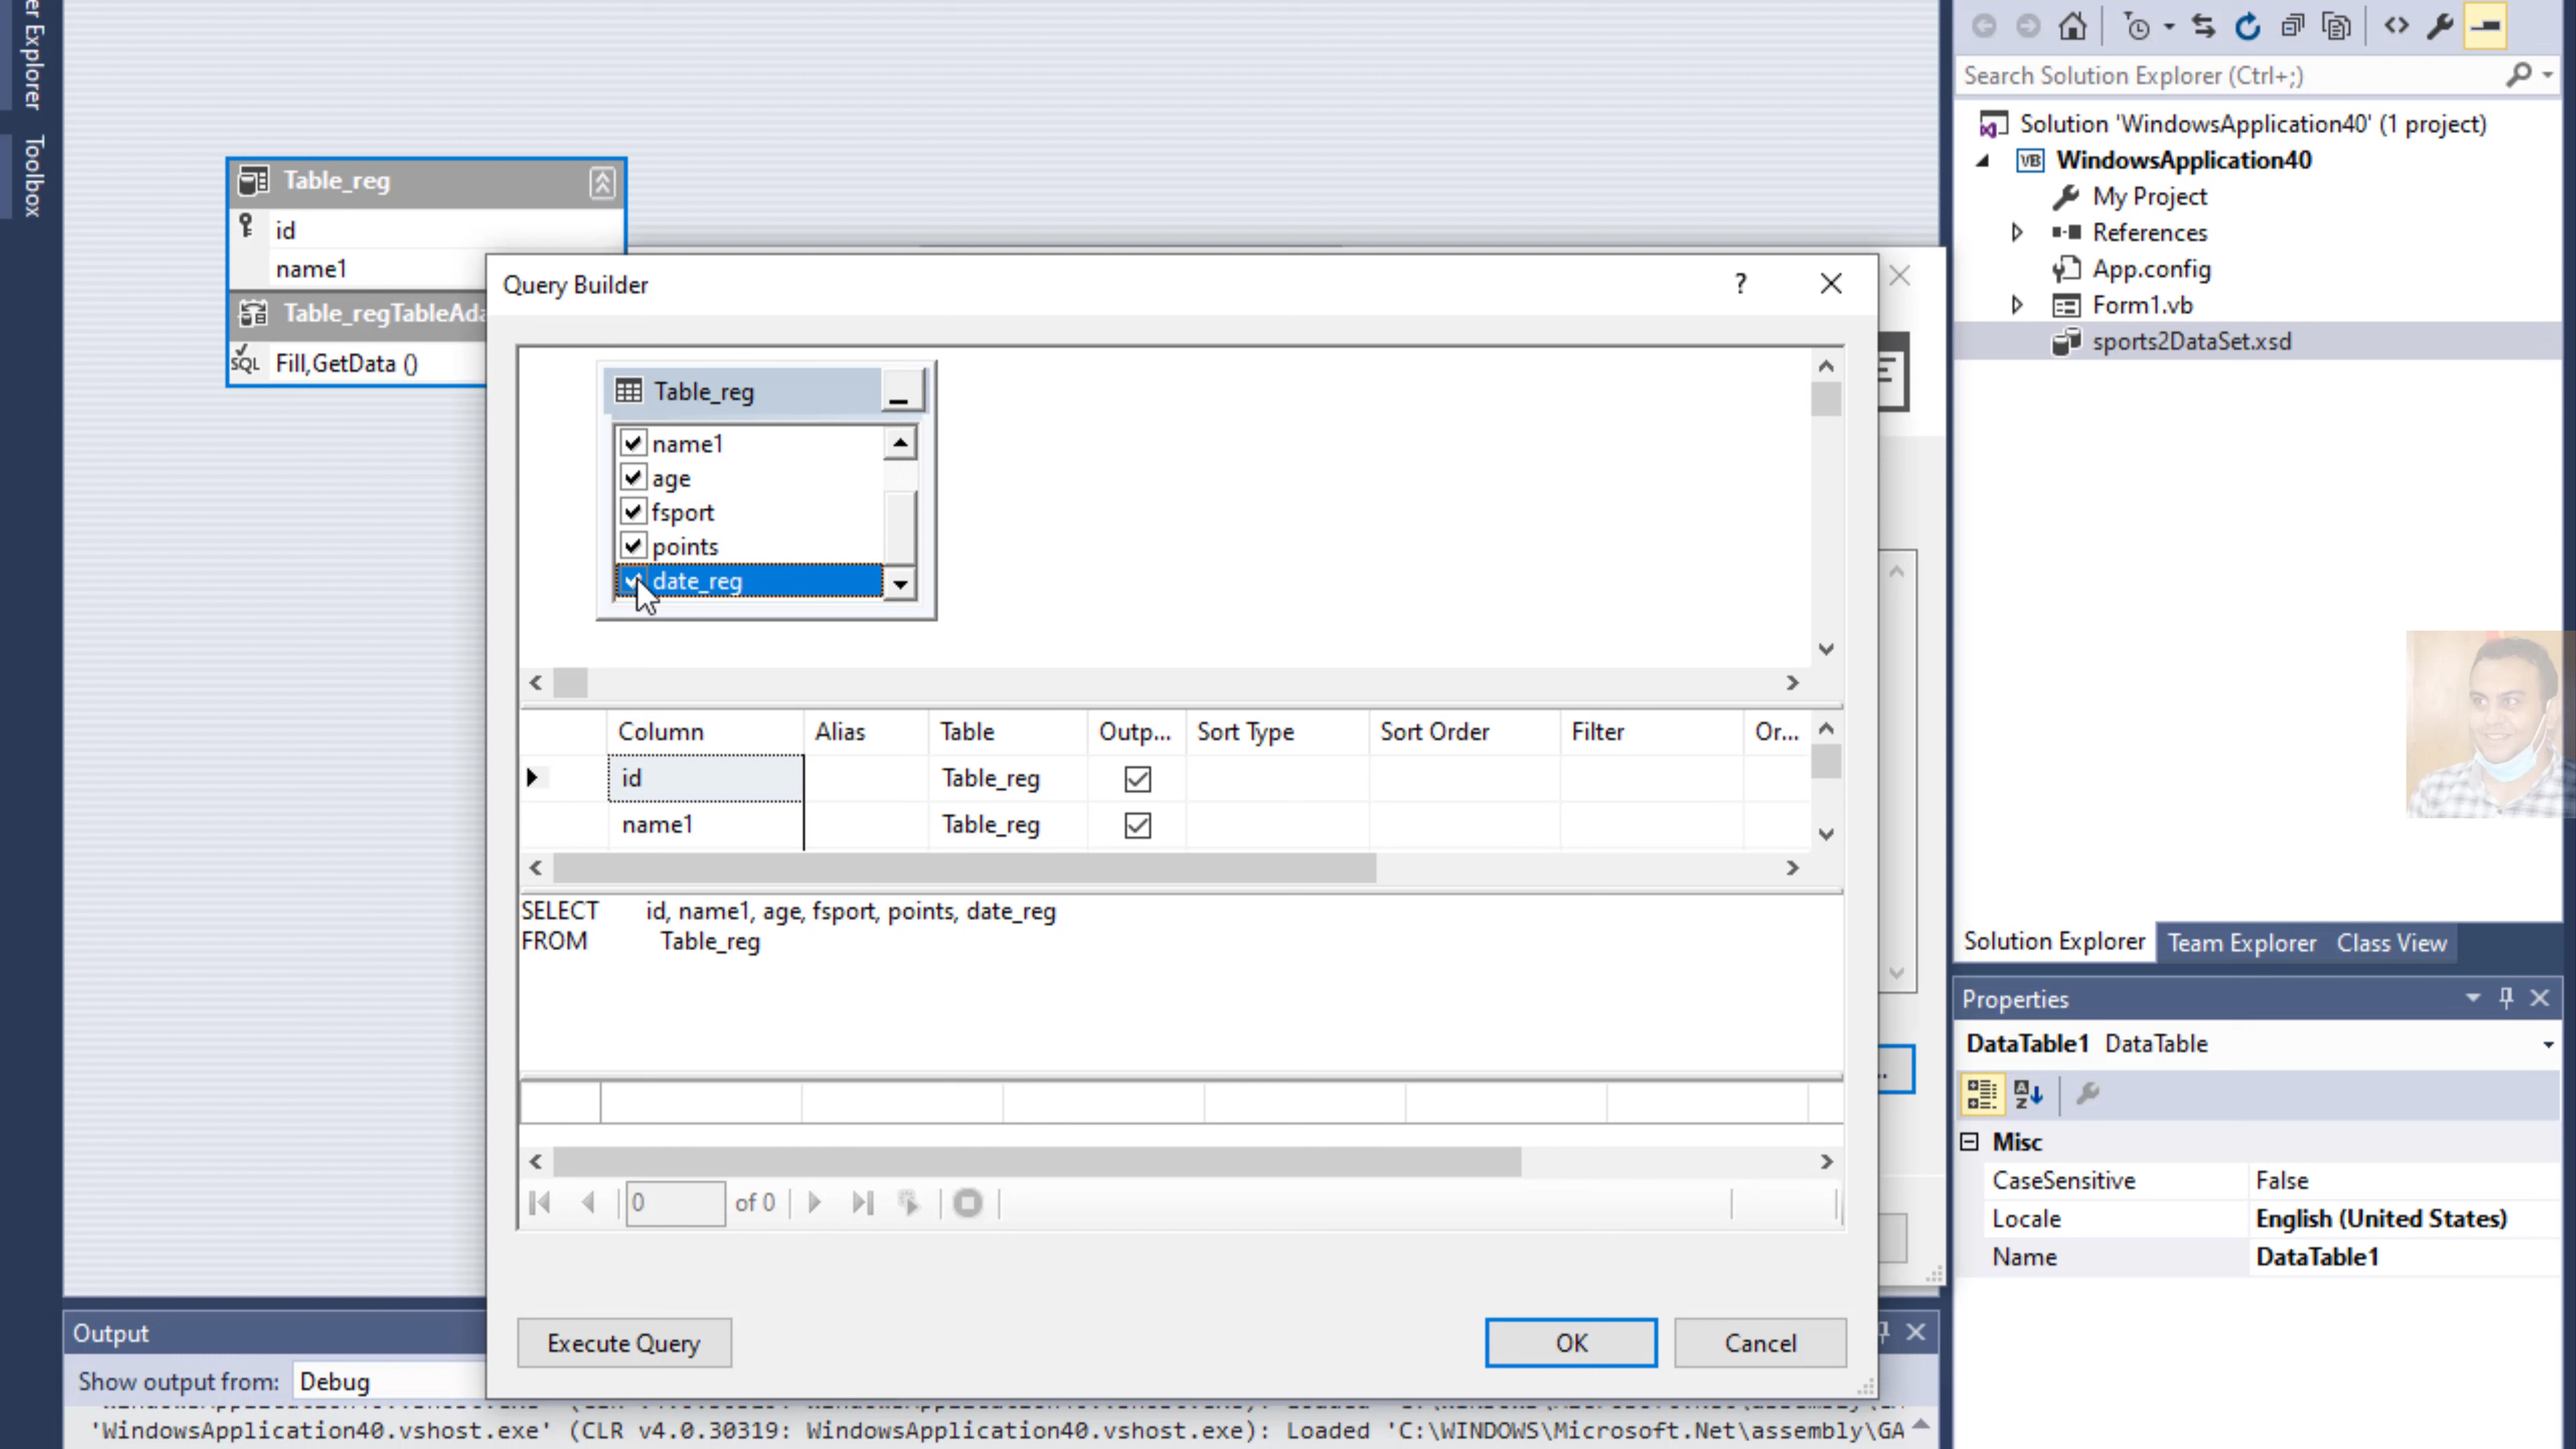 er Explorer
Toolbox
Table_reg
id
name1
Table_regTableAda
SQL Fill,GetData ()
Query Builder
?
Table_reg
name1
age
fsport
points
date_reg
Column Alias Table Outp... Sort Type Sort Order Filter Or...
id Table_reg
name1 Table_reg
SELECT id, name1, age, fsport, points, date_reg
FROM Table_reg
0 of 0
Execute Query
OK
Cancel
Output
Show output from: Debug
'WindowsApplication40.vshost.exe' (CLR v4.0.30319: WindowsApplication40.vshost.exe): Loaded 'C:\WINDOWS\Microsoft.Net\assembly\GA
Search Solution Explorer (Ctrl+;)
Solution 'WindowsApplication40' (1 project)
VB WindowsApplication40
My Project
References
App.config
Form1.vb
sports2DataSet.xsd
Solution Explorer Team Explorer Class View
Properties
DataTable1 DataTable
Misc
CaseSensitive False
Locale English (United States)
Name DataTable1